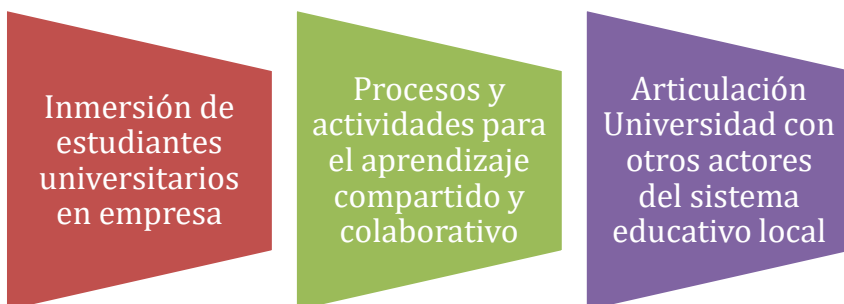 Inmersión de
estudiantes
universitarios
en empresa
Procesos y
actividades para
el aprendizaje
compartido y
colaborativo
Articulación
Universidad con
otros actores
del sistema
educativo local